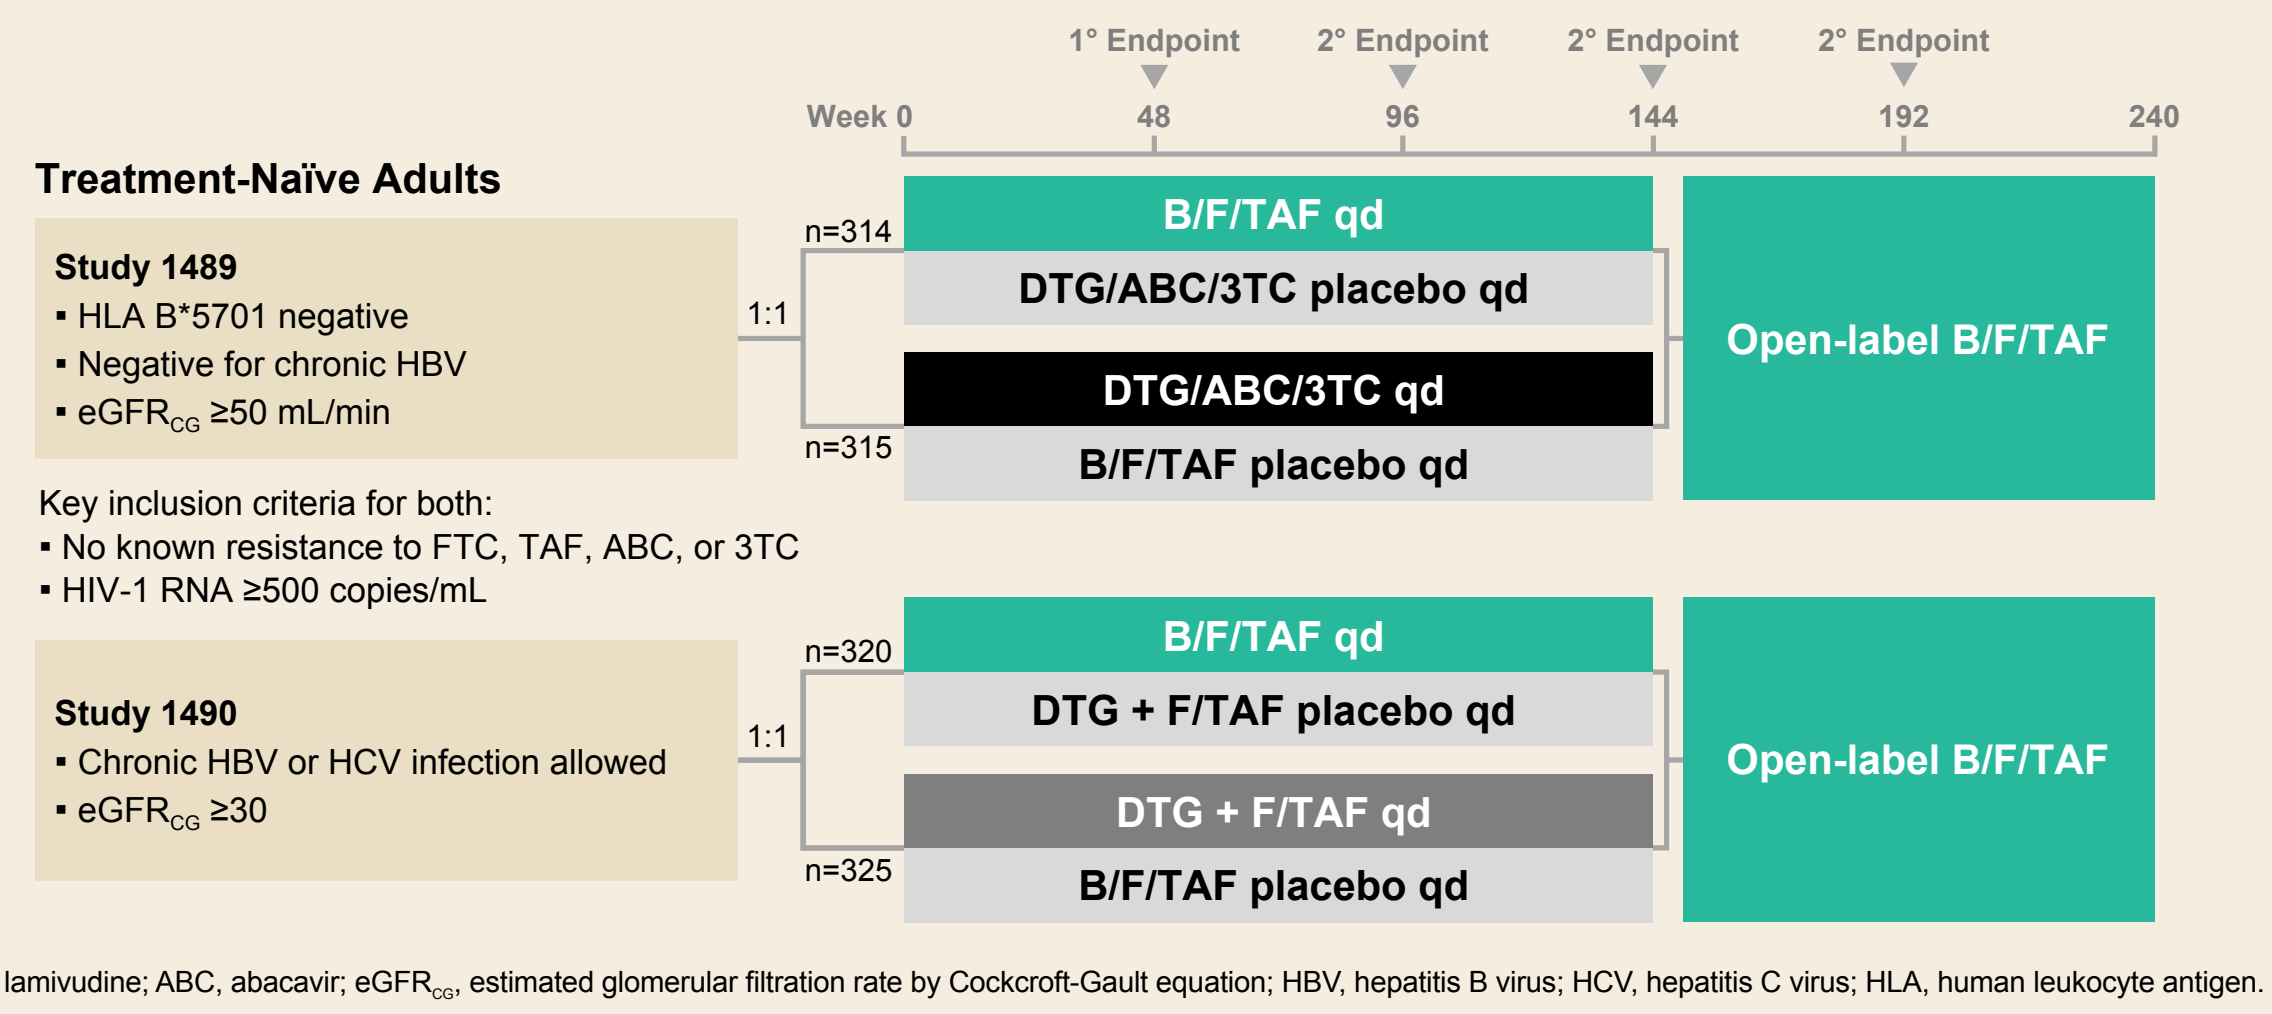 1° Endpoint 2° Endpoint 2° Endpoint 2° Endpoint
Week 0 48 96 144 192 240
Treatment-Naïve Adults
Study 1489
▪ HLA B*5701 negative
▪ Negative for chronic HBV
▪ eGFRCG ≥50 mL/min
1:1
n=314
n=315
B/F/TAF qd
DTG/ABC/3TC placebo qd
DTG/ABC/3TC qd
B/F/TAF placebo qd
Open-label B/F/TAF
Key inclusion criteria for both:
▪ No known resistance to FTC, TAF, ABC, or 3TC
▪ HIV-1 RNA ≥500 copies/mL
Study 1490
▪ Chronic HBV or HCV infection allowed
▪ eGFRCG ≥30
1:1
n=320
n=325
B/F/TAF qd
DTG + F/TAF placebo qd
DTG + F/TAF qd
B/F/TAF placebo qd
Open-label B/F/TAF
lamivudine; ABC, abacavir; eGFRCG, estimated glomerular filtration rate by Cockcroft-Gault equation; HBV, hepatitis B virus; HCV, hepatitis C virus; HLA, human leukocyte antigen.